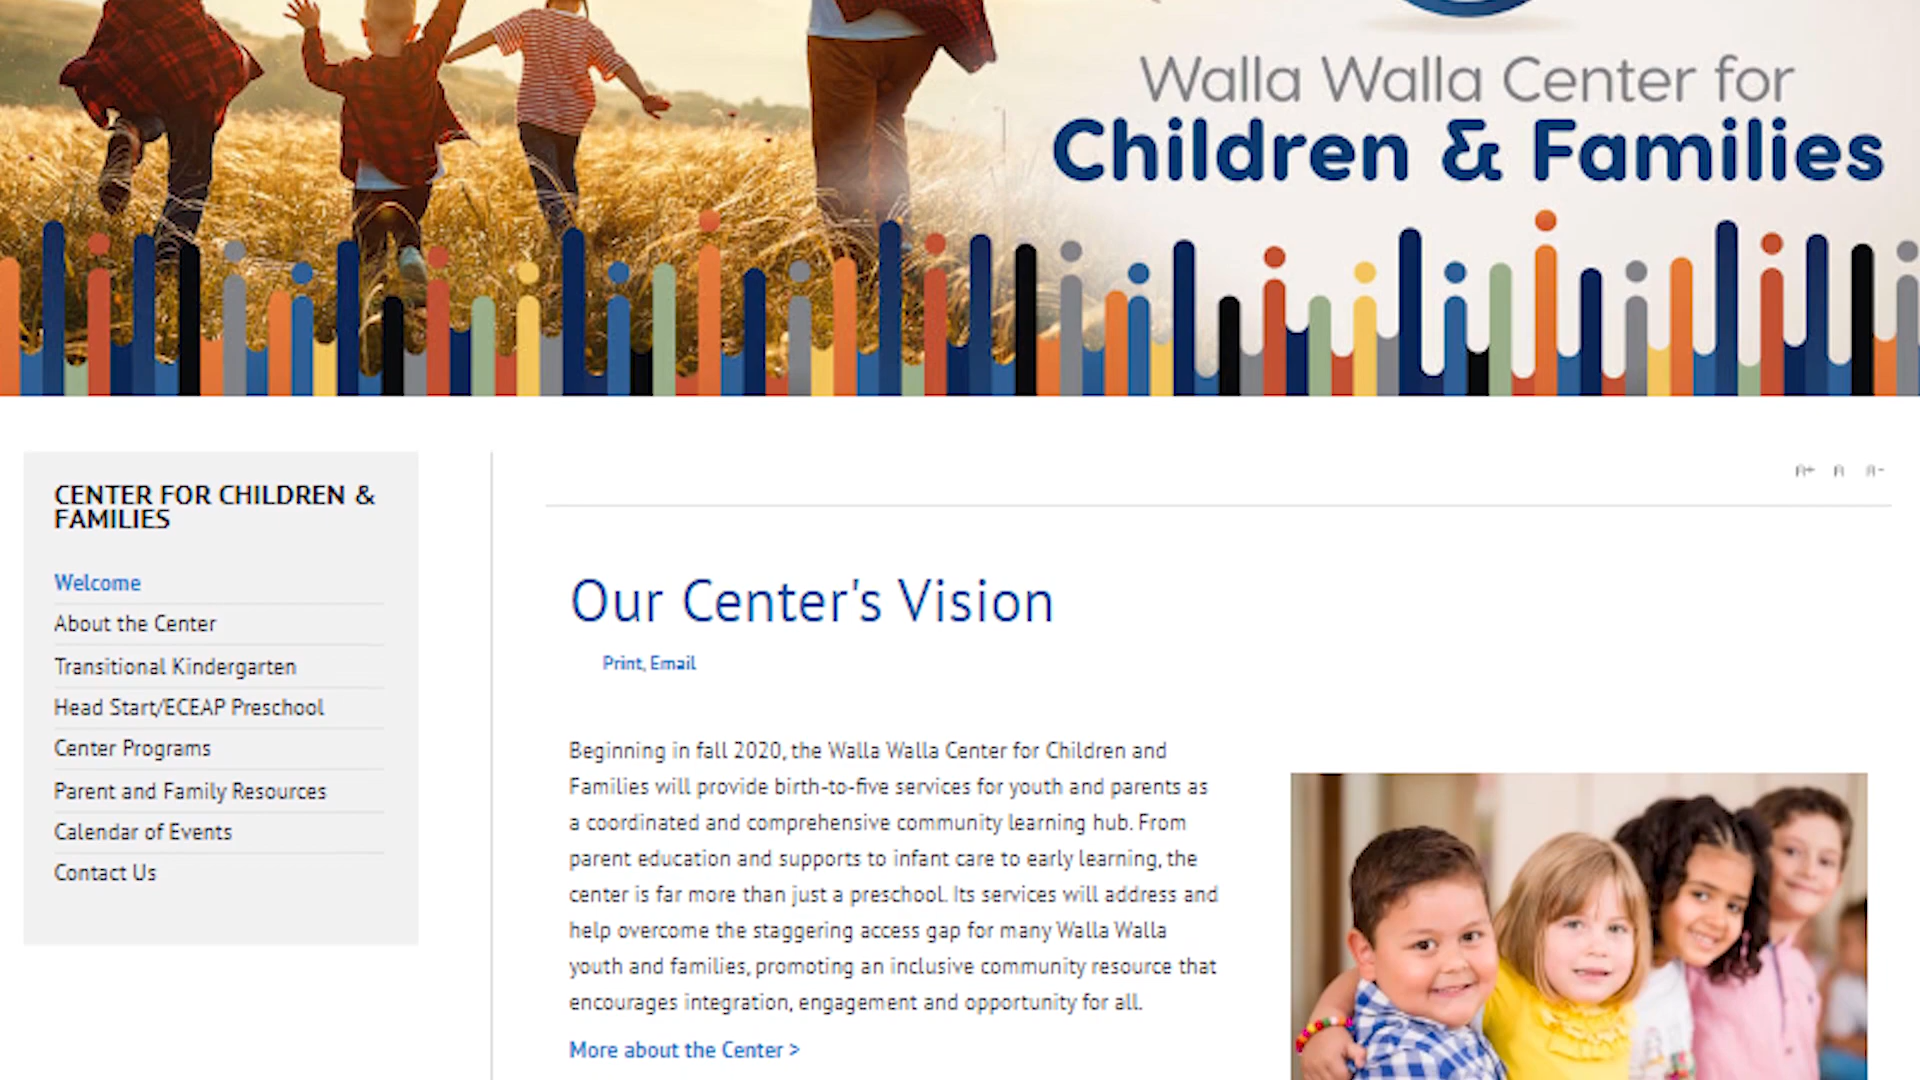 Walla Walla Center for
Children & Families
CENTER FOR CHILDREN &
FAMILIES
Welcome
About the Center
Transitional Kindergarten
Head Start/ECEAP Preschool
Center Programs
Parent and Family Resources
Calendar of Events
Contact Us
A+ A A-
Our Center's Vision
Print, Email
Beginning in fall 2020, the Walla Walla Center for Children and
Families will provide birth-to-five services for youth and parents as
a coordinated and comprehensive community learning hub. From
parent education and supports to infant care to early learning, the
center is far more than just a preschool. Its services will address and
help overcome the staggering access gap for many Walla Walla
youth and families, promoting an inclusive community resource that
encourages integration, engagement and opportunity for all.
More about the Center >